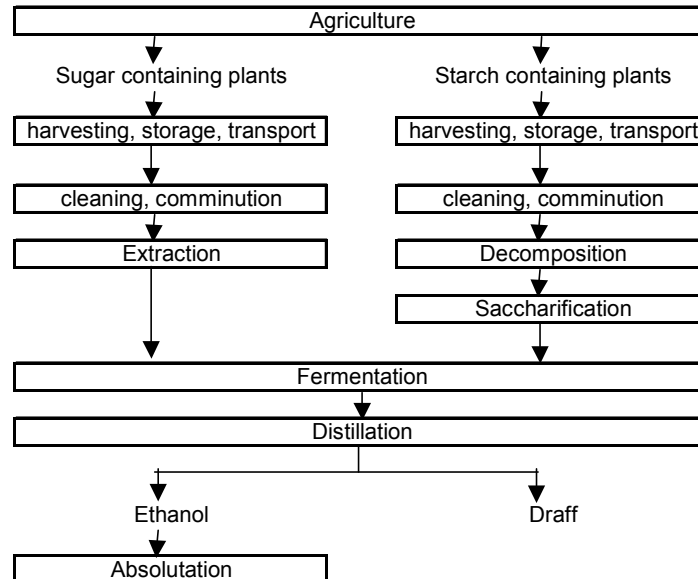 Agriculture
Sugar containing plants
Starch containing plants
harvesting, storage, transport
harvesting, storage, transport
cleaning, comminution
cleaning, comminution
Extraction
Decomposition
Saccharification
Fermentation
Distillation
Ethanol
Draff
Absolutation